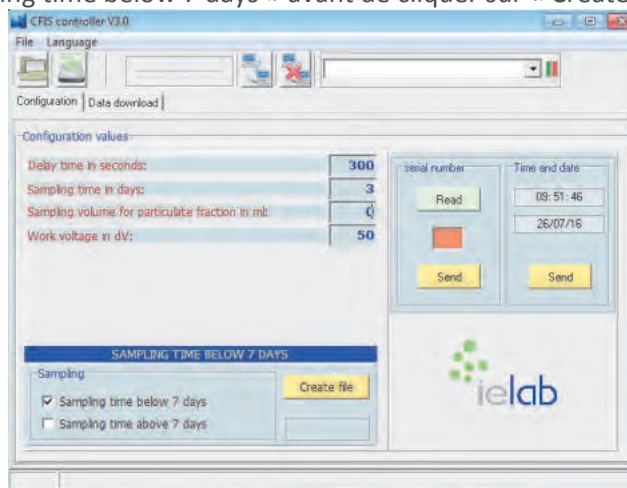 ing time below 7 days » avant de cliquer sur « Create
CFIS controller V3.0
File Language
Configuration Data download
Configuration values
Delay time in seconds: 300
Sampling time in days: 3
Sampling volume for particulate fraction in ml: 0
Work voltage in dV: 50
serial number
Read
Send
Time and date
09:51:46
26/07/16
Send
SAMPLING TIME BELOW 7 DAYS
Sampling
Sampling time below 7 days
Sampling time above 7 days
Create file
ielab